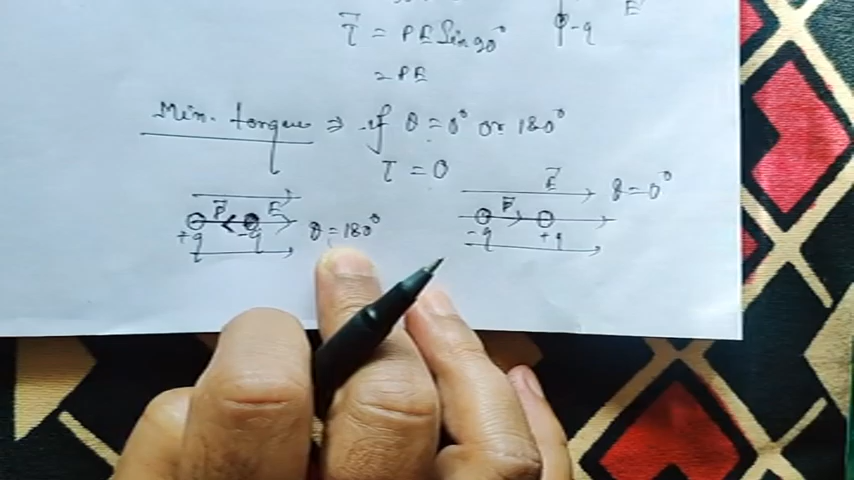 E
-q
τ⃗ = PE Sin 90°
= PE
Min. torque ⇒ if θ = 0° or 180°
τ = 0
E⃗
θ = 0°
P⃗ E
+q -q
θ = 180°
P⃗
-q +q